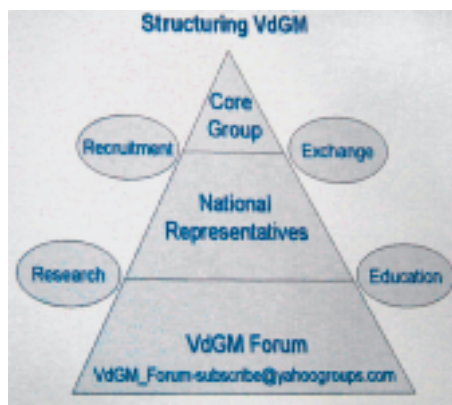 Structuring VdGM
Core
Group
Recruitment
Exchange
National
Representatives
Research
Education
VdGM Forum
VdGM_Forum-subscribe@yahoogroups.com